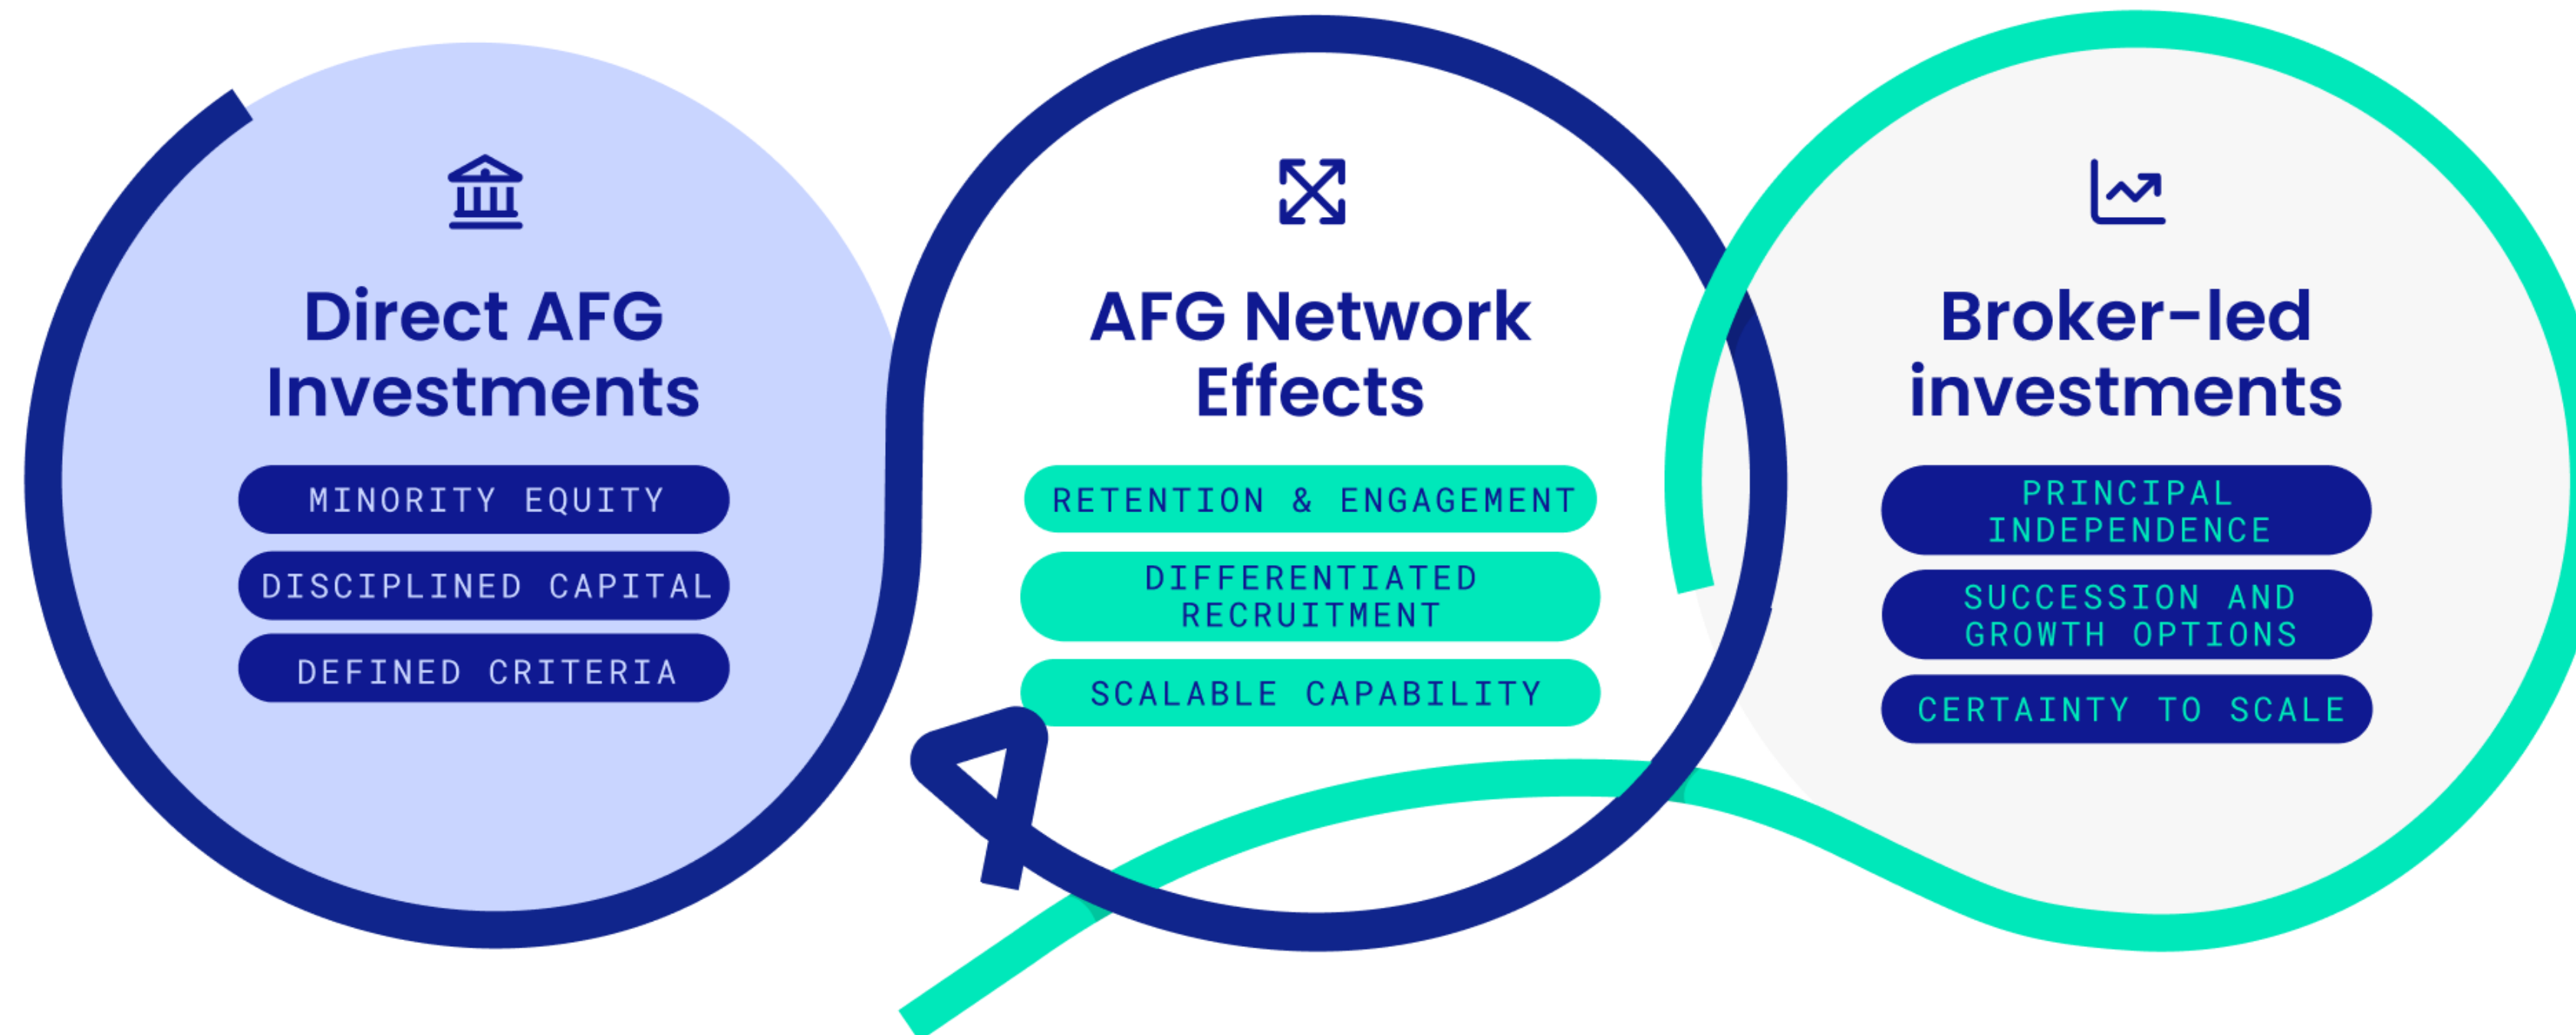 Direct AFG
Investments
MINORITY EQUITY
DISCIPLINED CAPITAL
DEFINED CRITERIA
AFG Network
Effects
RETENTION & ENGAGEMENT
DIFFERENTIATED
RECRUITMENT
SCALABLE CAPABILITY
Broker-led
investments
PRINCIPAL
INDEPENDENCE
SUCCESSION AND
GROWTH OPTIONS
CERTAINTY TO SCALE